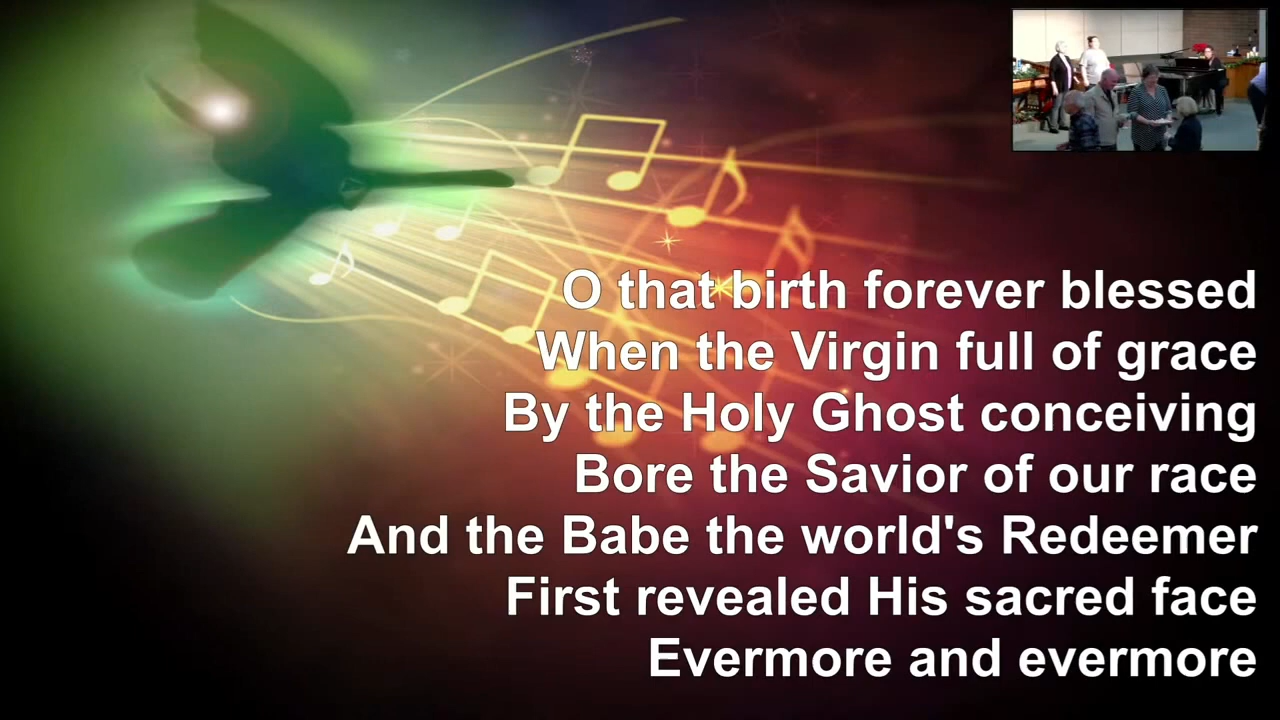 O that birth forever blessed
When the Virgin full of grace
By the Holy Ghost conceiving
Bore the Savior of our race
And the Babe the world's Redeemer
First revealed His sacred face
Evermore and evermore